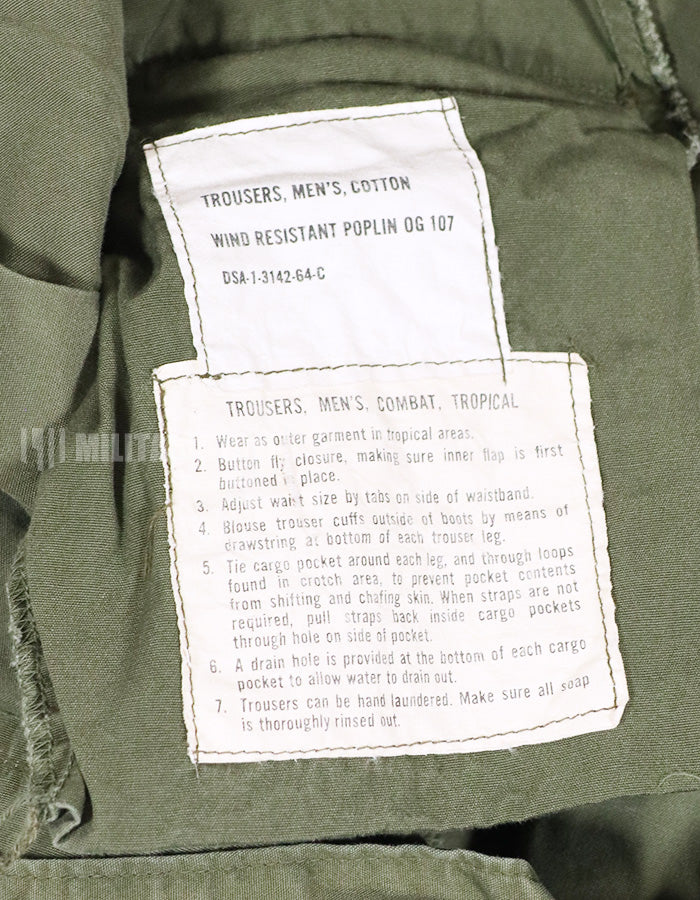 TROUSERS, MEN'S, COTTON
WIND RESISTANT POPLIN OG 107
DSA-1-3142-64-C
TROUSERS, MEN'S, COMBAT, TROPICAL
1. Wear as outer garment in tropical areas.
2. Button fly closure, making sure inner flap is first
buttoned in place.
3. Adjust waist size by tabs on side of waistband.
4. Blouse trouser cuffs outside of boots by means of
drawstring at bottom of each trouser leg.
5. Tie cargo pocket around each leg, and through loops
found in crotch area, to prevent pocket contents
from shifting and chafing skin. When straps are not
required, pull straps back inside cargo pockets
through hole on side of pocket.
6. A drain hole is provided at the bottom of each cargo
pocket to allow water to drain out.
7. Trousers can be hand laundered. Make sure all soap
is thoroughly rinsed out.
MILITA